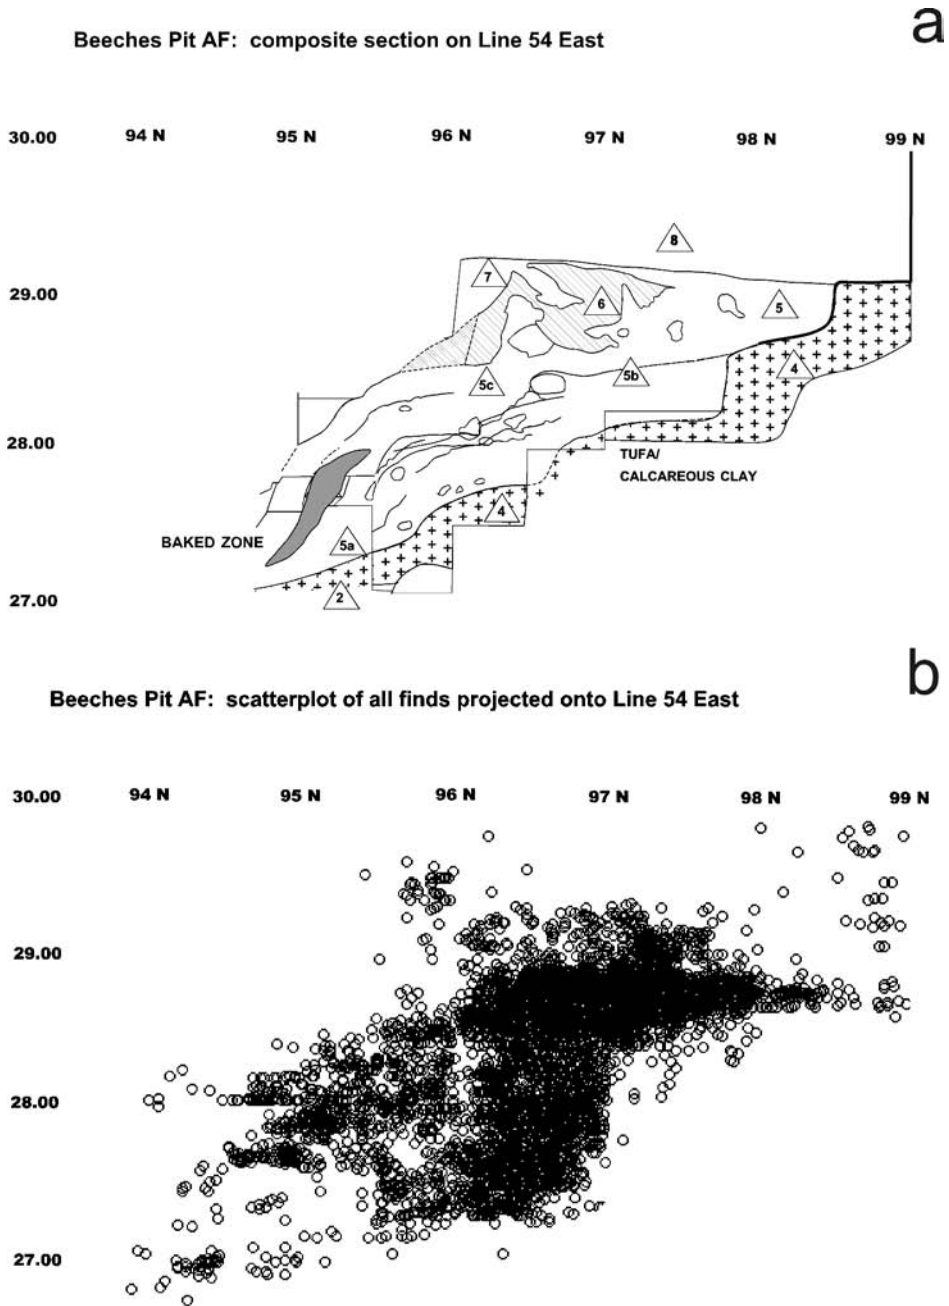 a
Beeches Pit AF: composite section on Line 54 East
30.00 94 N 95 N 96 N 97 N 98 N 99 N
8
7
29.00 6 5
4
5c 5b
28.00
TUFA/
CALCAREOUS CLAY
4
BAKED ZONE
5a
27.00 2
b
Beeches Pit AF: scatterplot of all finds projected onto Line 54 East
30.00 94 N 95 N 96 N 97 N 98 N 99 N
29.00
28.00
27.00